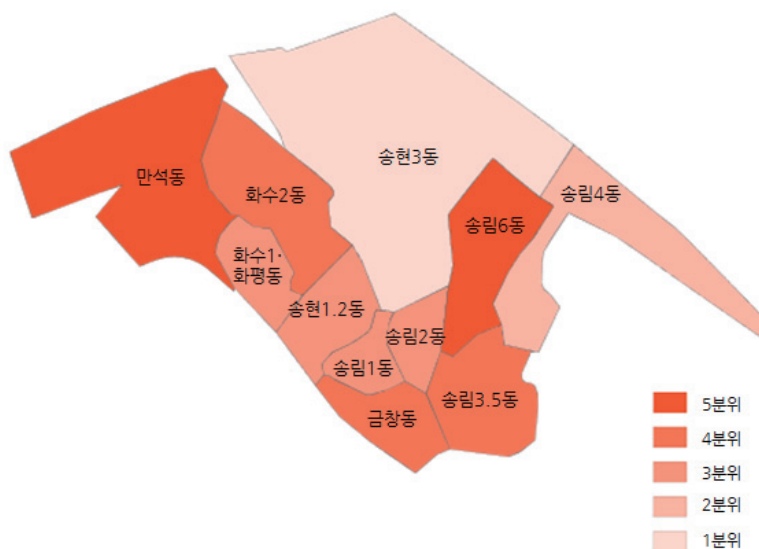 송현3동
만석동
화수2동
송림4동
송림6동
화수1·
화평동
송현1.2동
송림2동
송림1동
송림3.5동
금창동
5분위
4분위
3분위
2분위
1분위